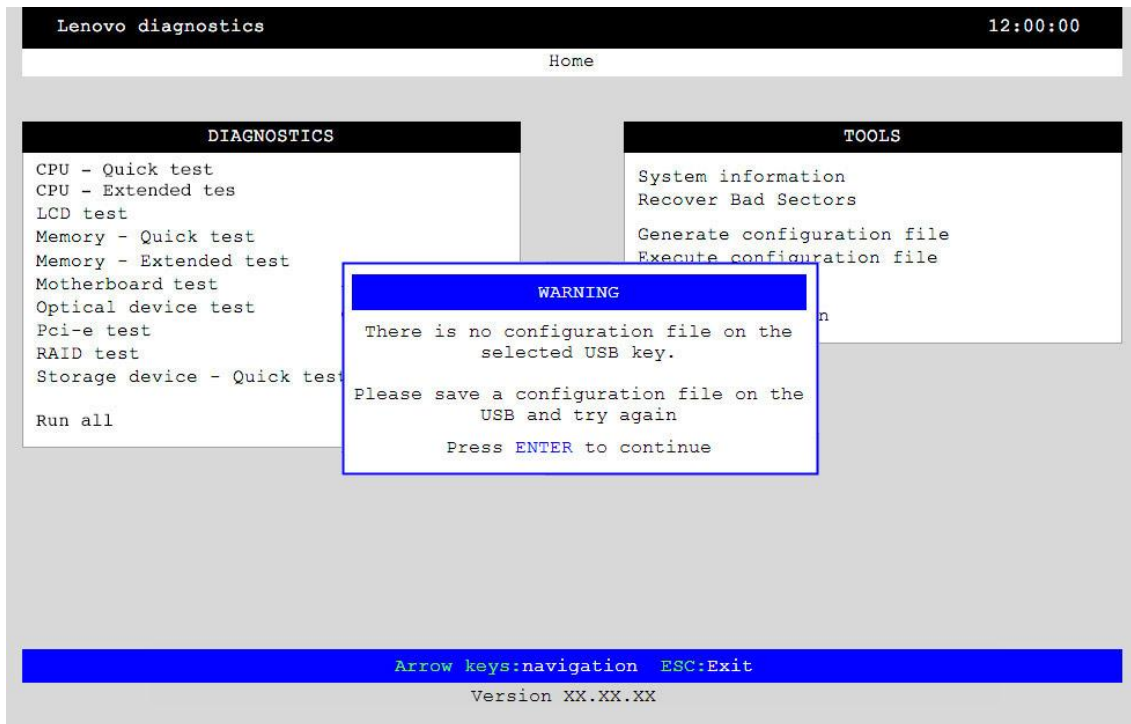 Lenovo diagnostics
12:00:00
Home
DIAGNOSTICS
CPU - Quick test
CPU - Extended tes
LCD test
Memory - Quick test
Memory - Extended test
Motherboard test
Optical device test
Pci-e test
RAID test
Storage device - Quick test
Run all
TOOLS
System information
Recover Bad Sectors
Generate configuration file
Execute configuration file
n
WARNING
There is no configuration file on the
selected USB key.
Please save a configuration file on the
USB and try again
Press ENTER to continue
Arrow keys:navigation ESC:Exit
Version XX.XX.XX